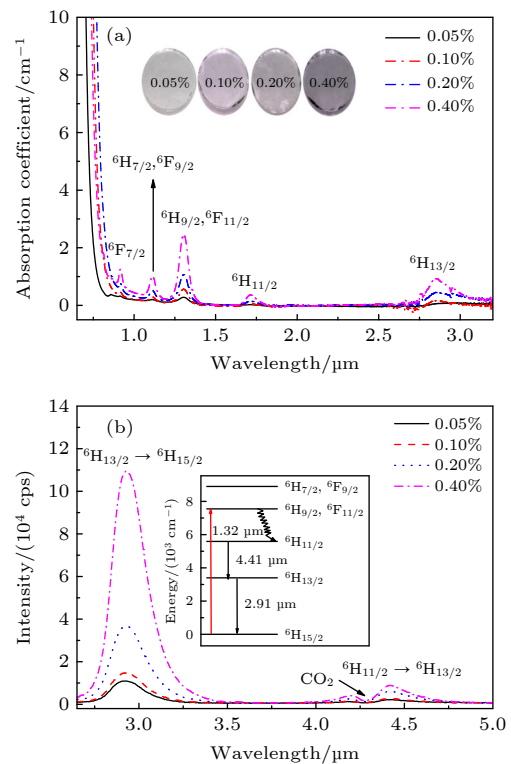 (a)
0.05%
0.10%
0.20%
0.40%
0.05% 0.10% 0.20% 0.40%
⁶H₇/₂,⁶F₉/₂
⁶H₉/₂,⁶F₁₁/₂
⁶F₇/₂
⁶H₁₁/₂
⁶H₁₃/₂
Absorption coefficient/cm⁻¹
10
8
6
4
2
0
1.0 1.5 2.0 2.5 3.0
Wavelength/µm
(b)
0.05%
0.10%
0.20%
0.40%
⁶H₁₃/₂ → ⁶H₁₅/₂
Intensity/(10⁴ cps)
14
12
10
8
6
4
2
0
Energy/(10³ cm⁻¹)
8
6
4
2
0
⁶H₇/₂, ⁶F₉/₂
⁶H₉/₂, ⁶F₁₁/₂
1.32 µm
⁶H₁₁/₂
4.41 µm
⁶H₁₃/₂
2.91 µm
⁶H₁₅/₂
CO₂
⁶H₁₁/₂ → ⁶H₁₃/₂
3.0 3.5 4.0 4.5 5.0
Wavelength/µm